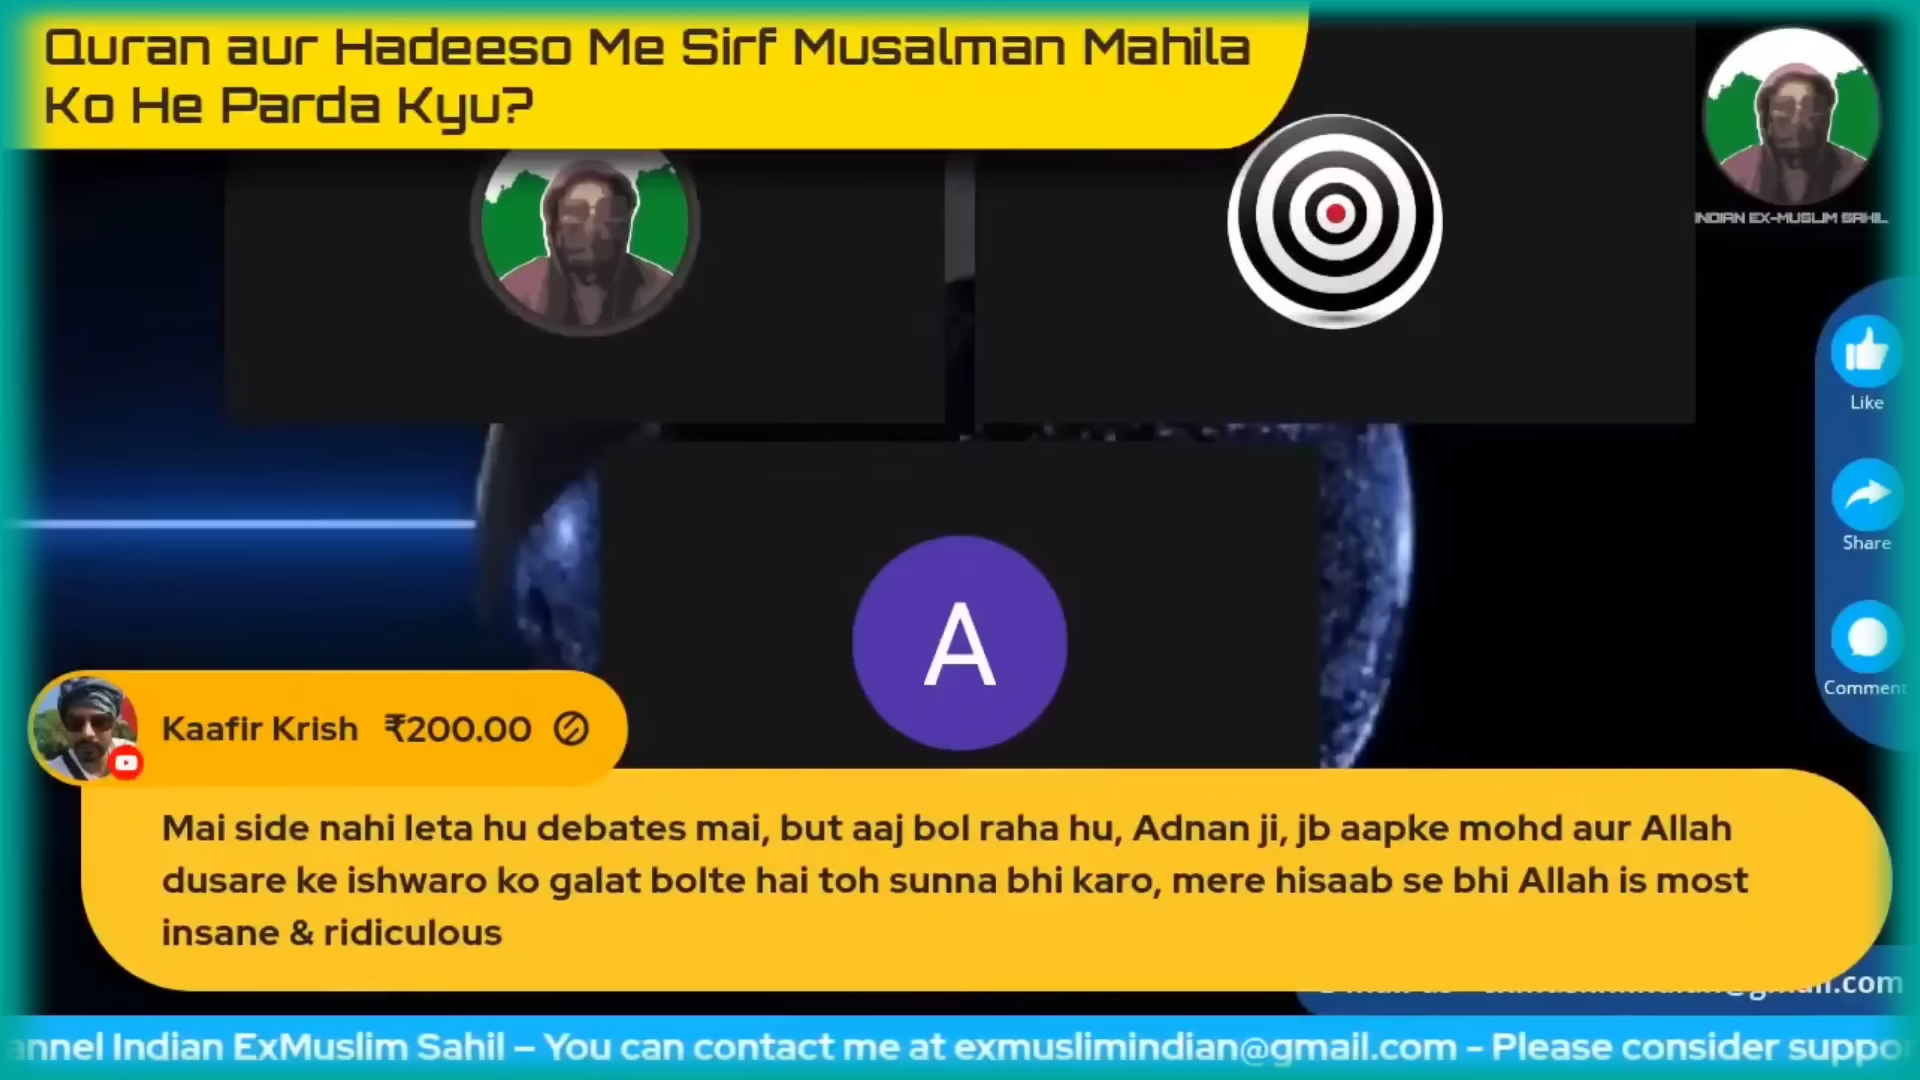 Quran aur Hadeeso Me Sirf Musalman Mahila
Ko He Parda Kyu?
INDIAN EX-MUSLIM SAHIL
Like
Share
A
Comment
Kaafir Krish ₹200.00
Mai side nahi leta hu debates mai, but aaj bol raha hu, Adnan ji, jb aapke mohd aur Allah
dusare ke ishwaro ko galat bolte hai toh sunna bhi karo, mere hisaab se bhi Allah is most
insane & ridiculous
.com
annel Indian ExMuslim Sahil – You can contact me at exmuslimindian@gmail.com - Please consider suppo